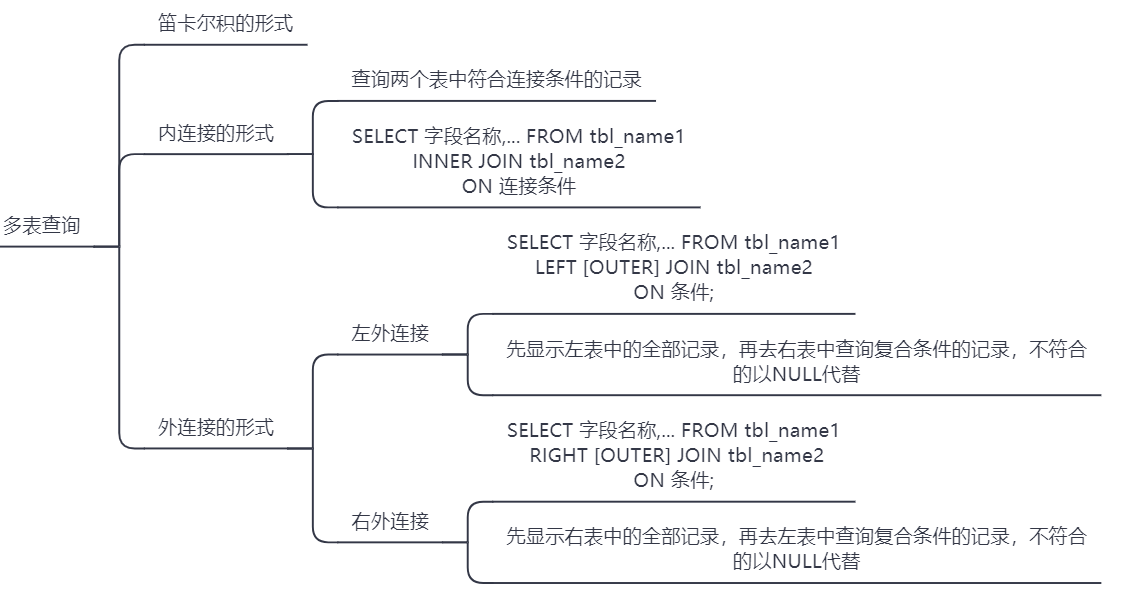 笛卡尔积的形式
查询两个表中符合连接条件的记录
内连接的形式
SELECT 字段名称,... FROM tbl_name1
INNER JOIN tbl_name2
ON 连接条件
多表查询
SELECT 字段名称,... FROM tbl_name1
LEFT [OUTER] JOIN tbl_name2
ON 条件;
左外连接
先显示左表中的全部记录，再去右表中查询复合条件的记录，不符合
的以NULL代替
外连接的形式
SELECT 字段名称,... FROM tbl_name1
RIGHT [OUTER] JOIN tbl_name2
ON 条件;
右外连接
先显示右表中的全部记录，再去左表中查询复合条件的记录，不符合
的以NULL代替